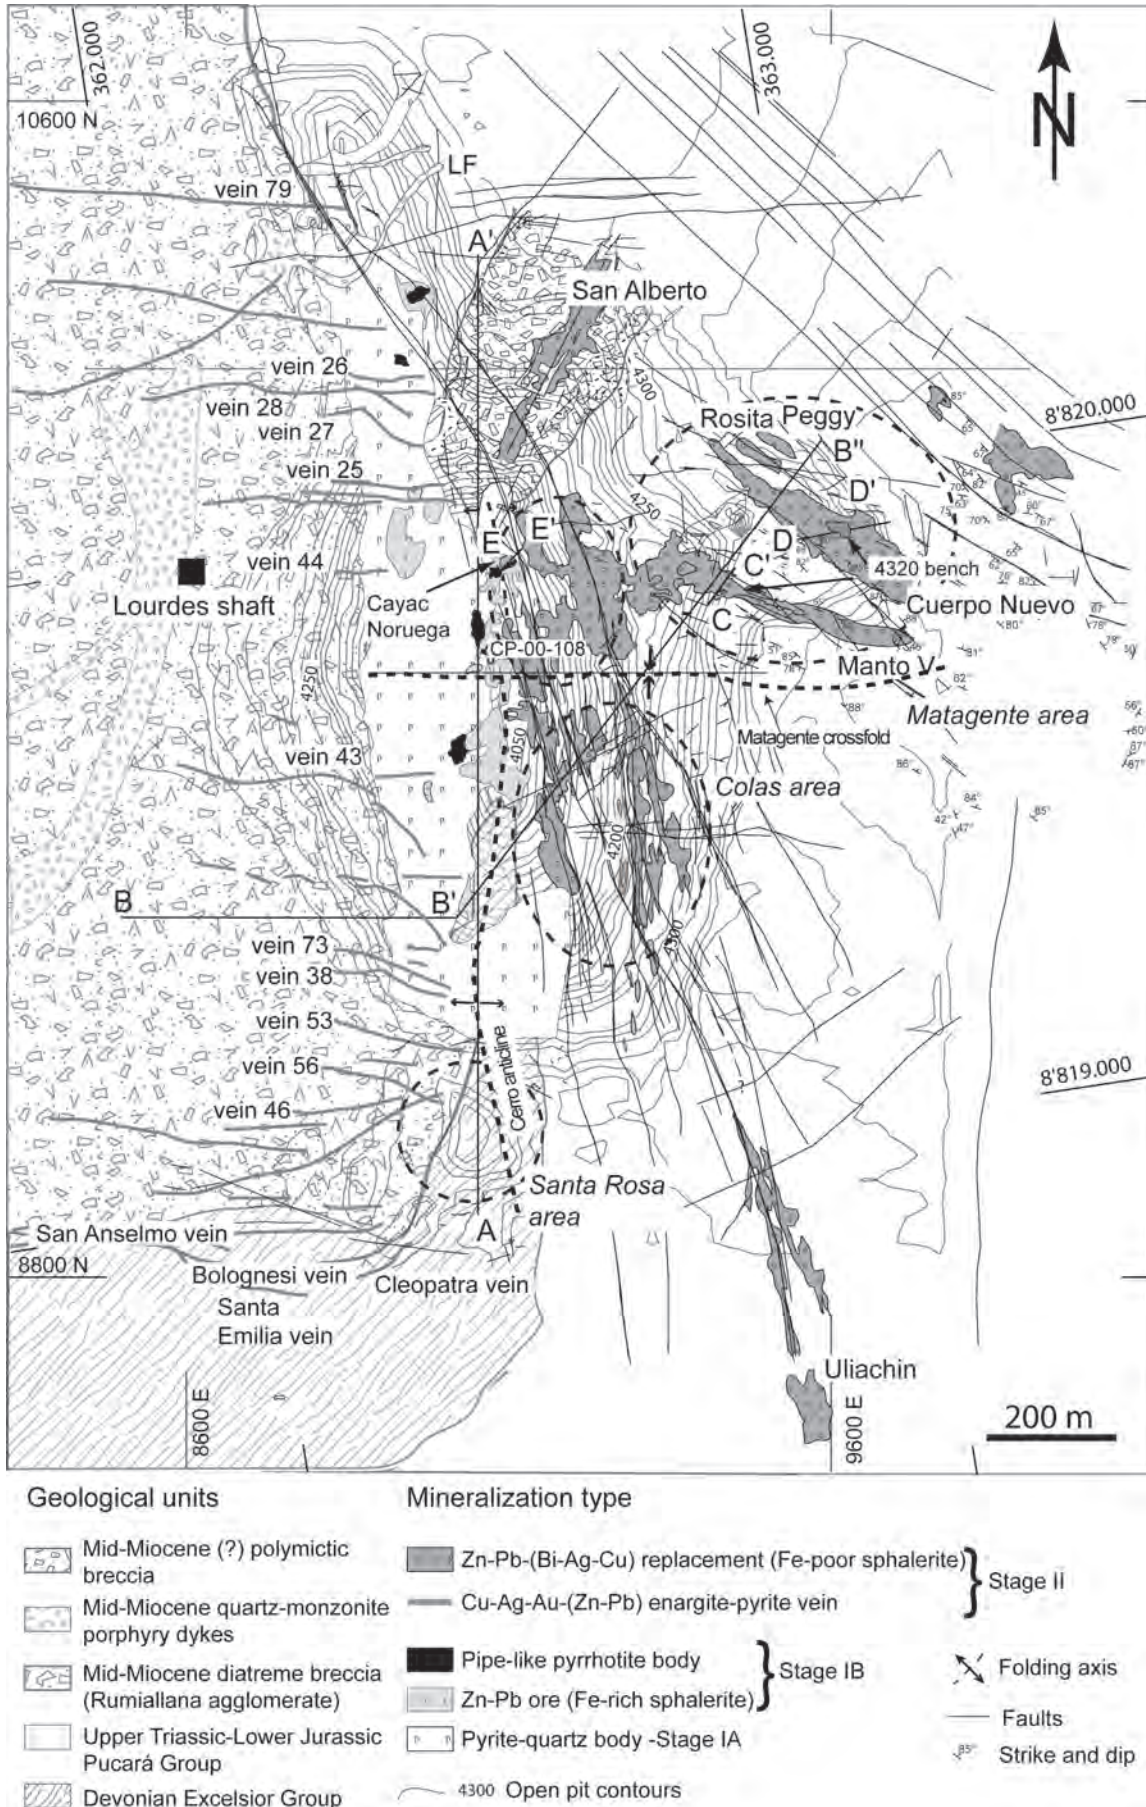 362.000
363.000
N
10600 N
LF
vein 79
A'
San Alberto
4300
vein 26
vein 28
vein 27
vein 25
8'820.000
Rosita Peggy
B"
4250
85°
D'
E
E'
D
C'
4320 bench
vein 44
Lourdes shaft
Cayac
Noruega
Cuerpo Nuevo
C
CP-00-108
Manto V
4250
4050
Matagente area
Matagente crossfold
vein 43
Colas area
4200
B
B'
4300
vein 73
vein 38
vein 53
vein 56
vein 46
Cerro anticline
8'819.000
Santa Rosa
area
San Anselmo vein
A
8800 N
Bolognesi vein
Cleopatra vein
Santa
Emilia vein
Uliachin
8600 E
9600 E
200 m
Geological units
Mineralization type
Mid-Miocene (?) polymictic
breccia
Mid-Miocene quartz-monzonite
porphyry dykes
Mid-Miocene diatreme breccia
(Rumiallana agglomerate)
Upper Triassic-Lower Jurassic
Pucará Group
Devonian Excelsior Group
Zn-Pb-(Bi-Ag-Cu) replacement (Fe-poor sphalerite)
Stage II
Cu-Ag-Au-(Zn-Pb) enargite-pyrite vein
Pipe-like pyrrhotite body
Stage IB
Zn-Pb ore (Fe-rich sphalerite)
Pyrite-quartz body -Stage IA
4300 Open pit contours
Folding axis
Faults
85° Strike and dip